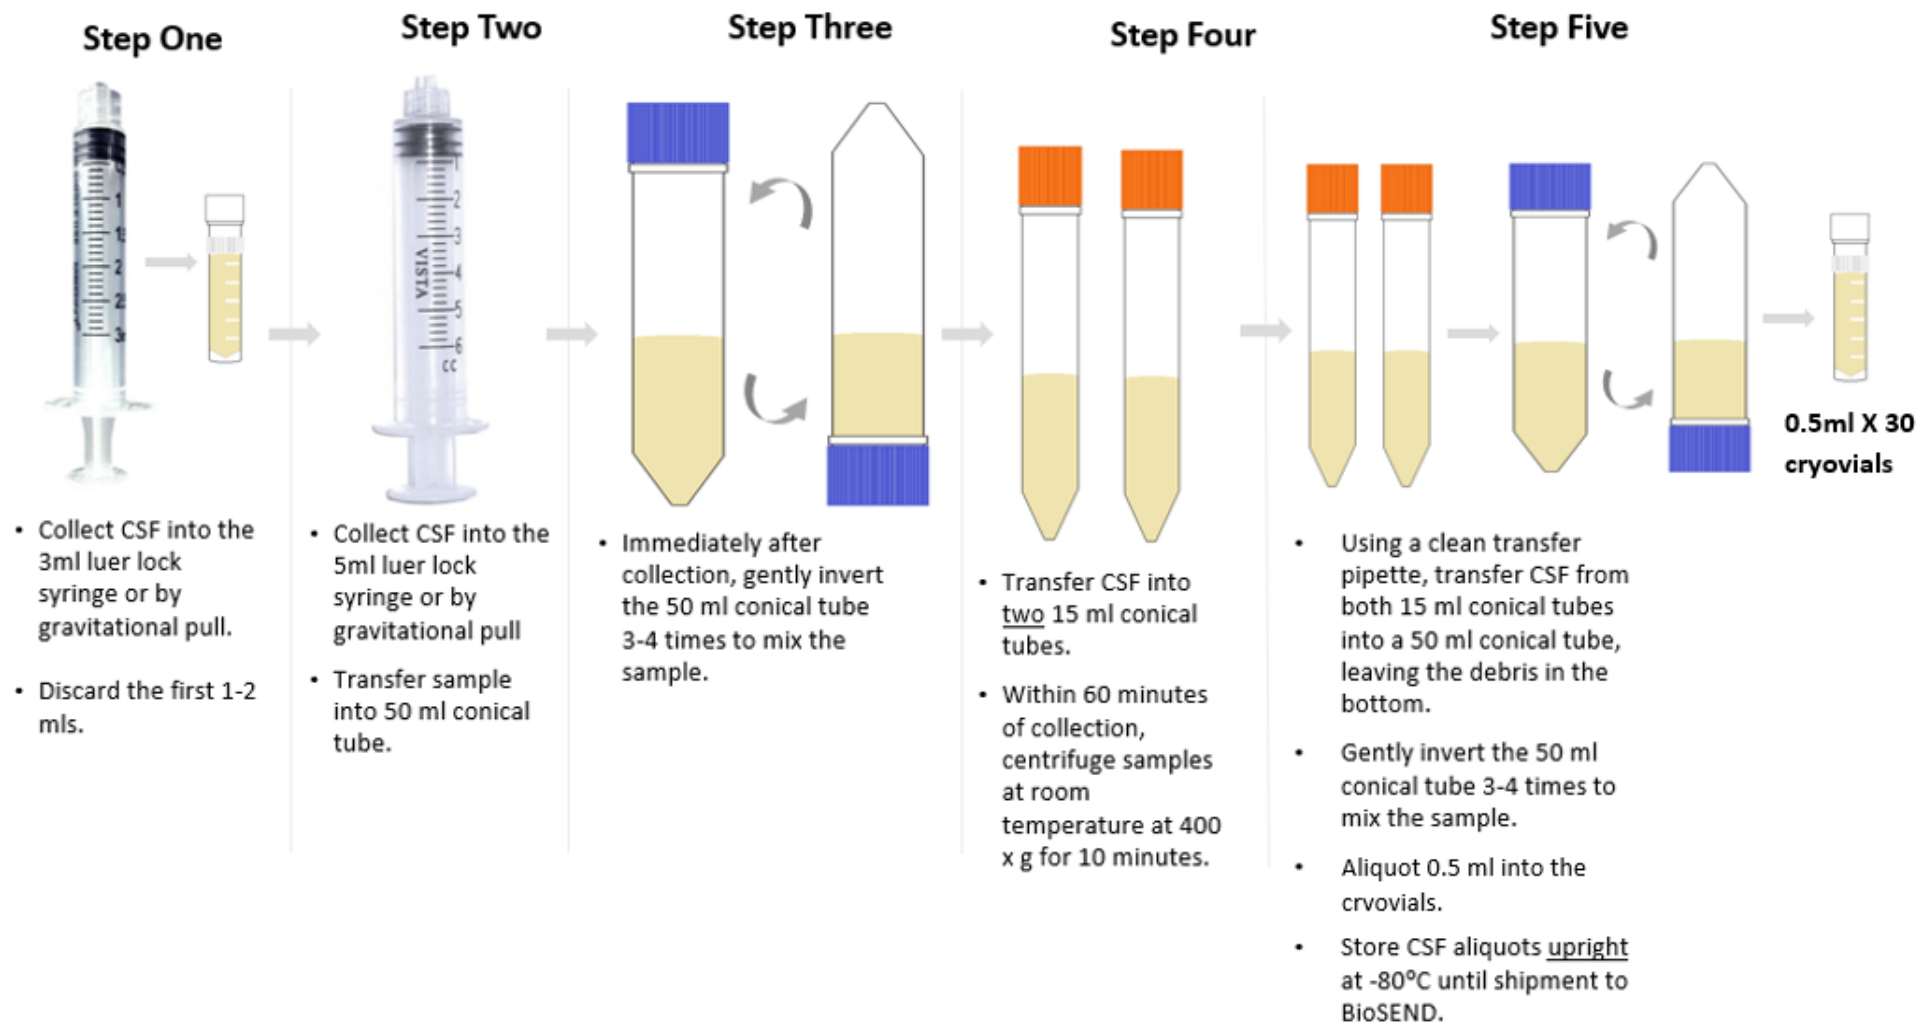 Step One
• Collect CSF into the
3ml luer lock
syringe or by
gravitational pull.
• Discard the first 1-2
mls.
Step Two
VISTA
1
2
3
4
5
6
CC
• Collect CSF into the
5ml luer lock
syringe or by
gravitational pull
• Transfer sample
into 50 ml conical
tube.
Step Three
• Immediately after
collection, gently invert
the 50 ml conical tube
3-4 times to mix the
sample.
Step Four
• Transfer CSF into
two 15 ml conical
tubes.
• Within 60 minutes
of collection,
centrifuge samples
at room
temperature at 400
x g for 10 minutes.
Step Five
0.5ml X 30
cryovials
• Using a clean transfer
pipette, transfer CSF from
both 15 ml conical tubes
into a 50 ml conical tube,
leaving the debris in the
bottom.
• Gently invert the 50 ml
conical tube 3-4 times to
mix the sample.
• Aliquot 0.5 ml into the
crvovials.
• Store CSF aliquots upright
at -80°C until shipment to
BioSEND.